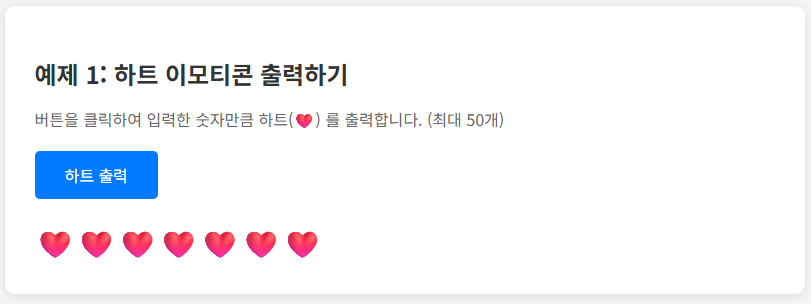 예제 1: 하트 이모티콘 출력하기
버튼을 클릭하여 입력한 숫자만큼 하트(❤️) 를 출력합니다. (최대 50개)
하트 출력